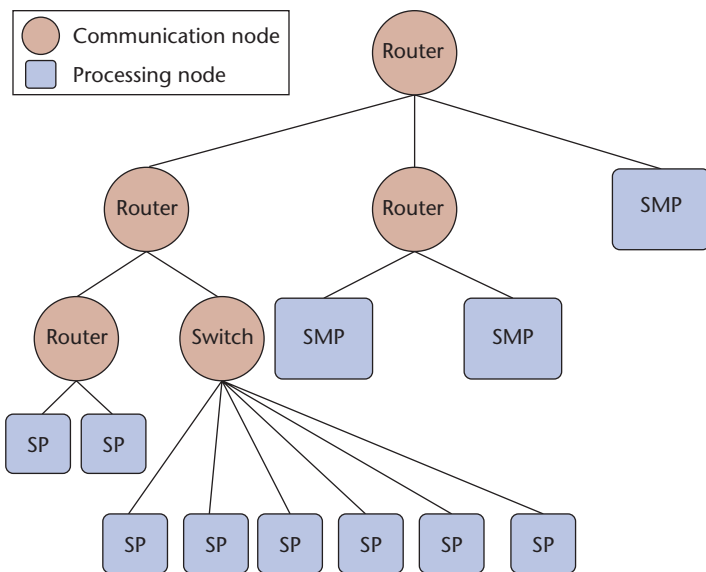 Communication node
Processing node
Router
Router
Router
SMP
Router
Switch
SMP
SMP
SP
SP
SP
SP
SP
SP
SP
SP